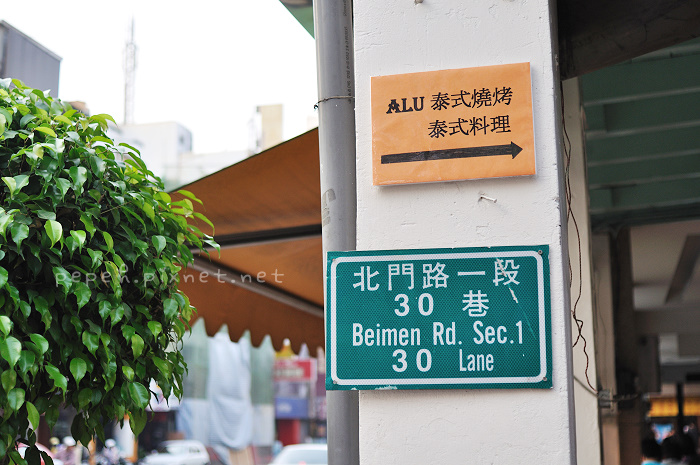 ALU 泰式燒烤
泰式料理
北門路一段
30 巷
Beimen Rd. Sec.1
30 Lane
peper.pixnet.net